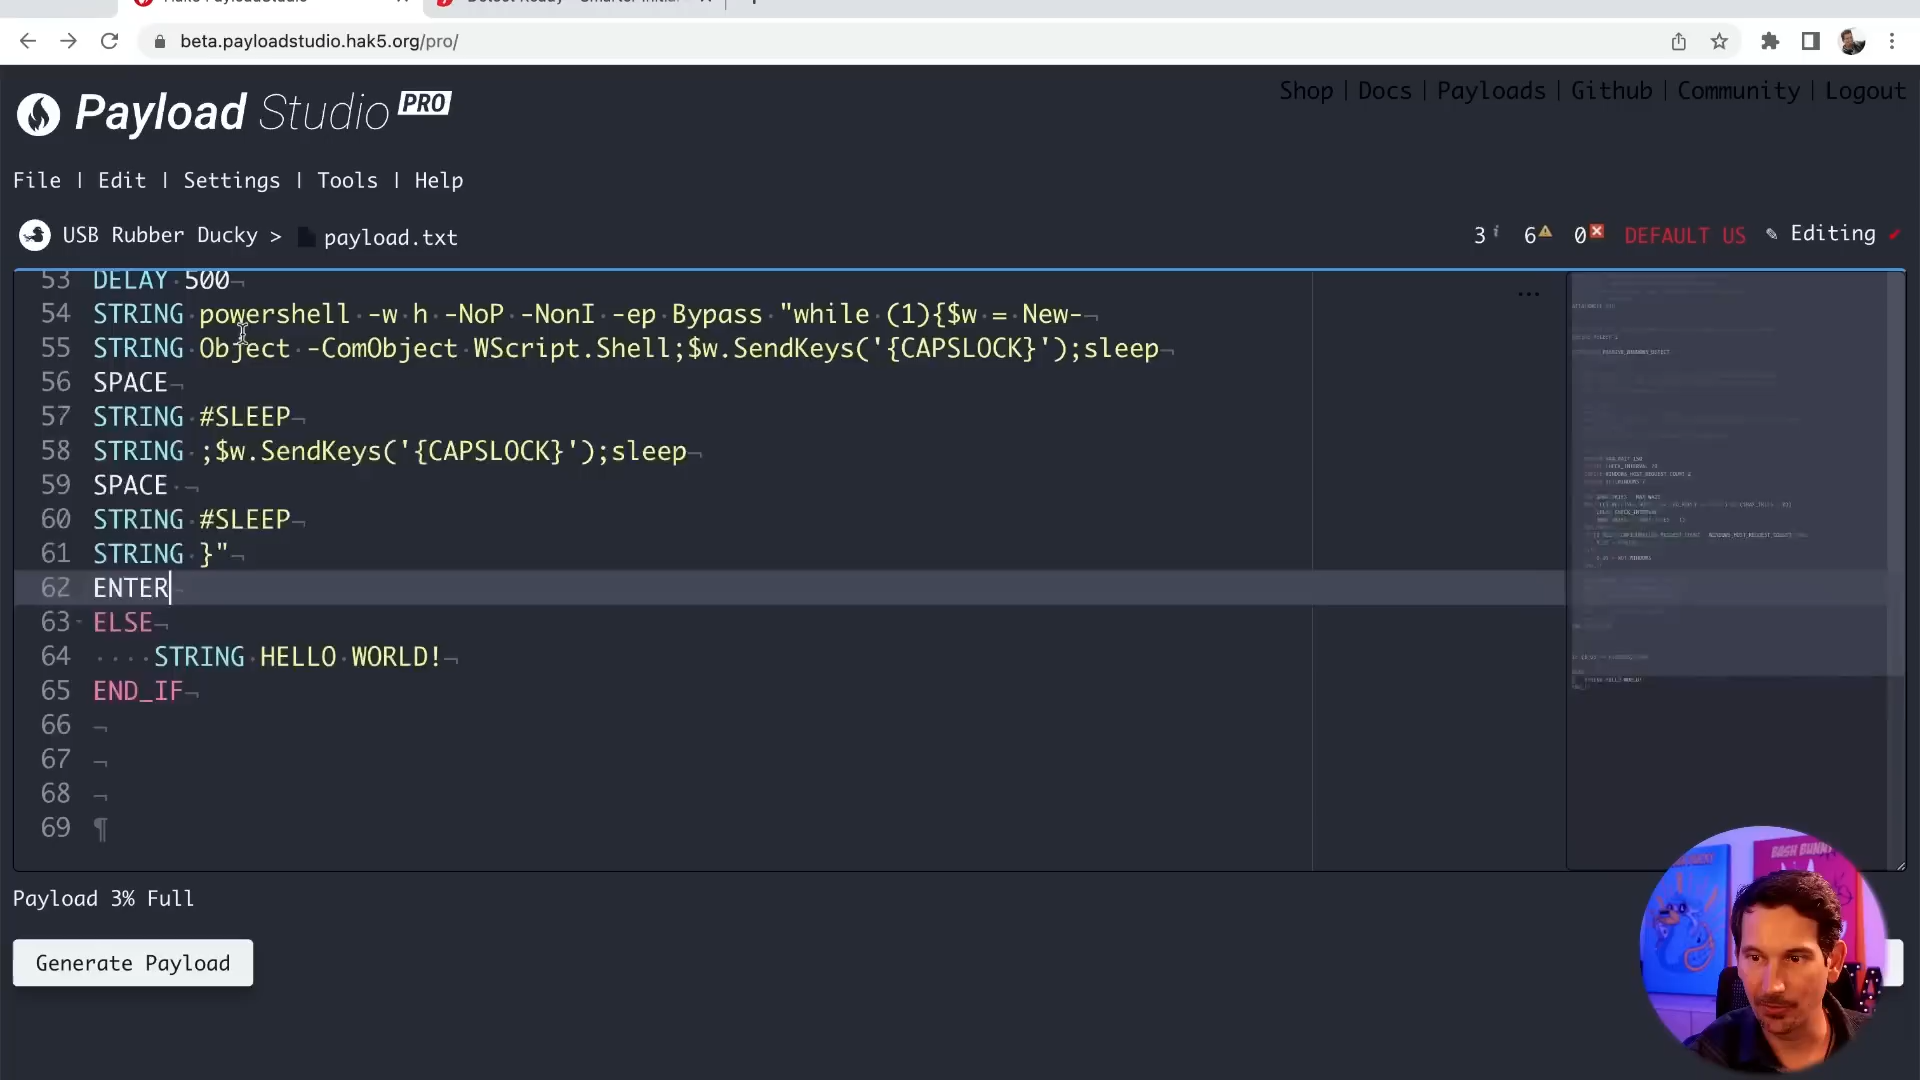 beta.payloadstudio.hak5.org/pro/
Shop | Docs | Payloads | Github | Community | Logout
Payload Studio PRO
File | Edit | Settings | Tools | Help
USB Rubber Ducky > payload.txt
3 6 0 DEFAULT US Editing
53 DELAY 500
54 STRING powershell -w h -NoP -NonI -ep Bypass "while (1){$w = New-
55 STRING Object -ComObject WScript.Shell;$w.SendKeys('{CAPSLOCK}');sleep
56 SPACE
57 STRING #SLEEP
58 STRING ;$w.SendKeys('{CAPSLOCK}');sleep
59 SPACE
60 STRING #SLEEP
61 STRING }"
62 ENTER
63 ELSE
64 STRING HELLO WORLD!
65 END_IF
66
67
68
69
Payload 3% Full
Generate Payload
BASH BUNNY